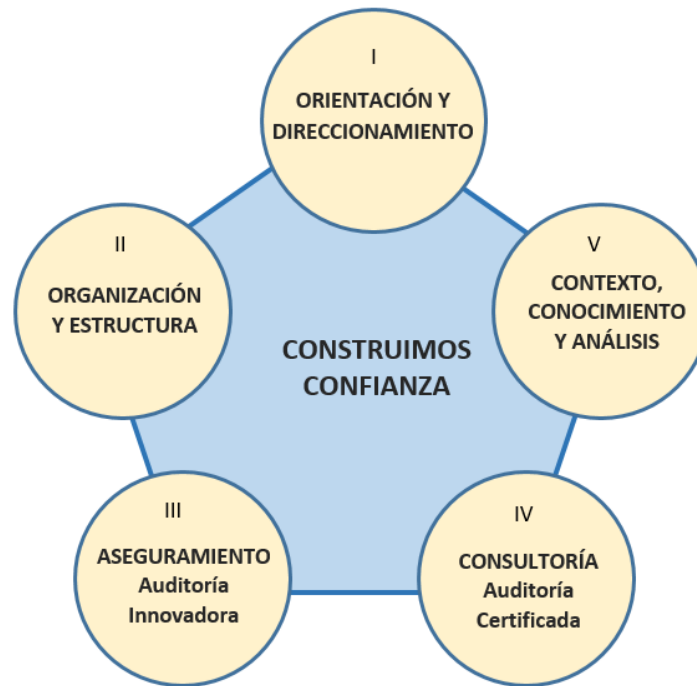 I
ORIENTACIÓN Y
DIRECCIONAMIENTO
II
ORGANIZACIÓN
Y ESTRUCTURA
V
CONTEXTO,
CONOCIMIENTO
Y ANÁLISIS
CONSTRUIMOS
CONFIANZA
III
ASEGURAMIENTO
Auditoría
Innovadora
IV
CONSULTORÍA
Auditoría
Certificada